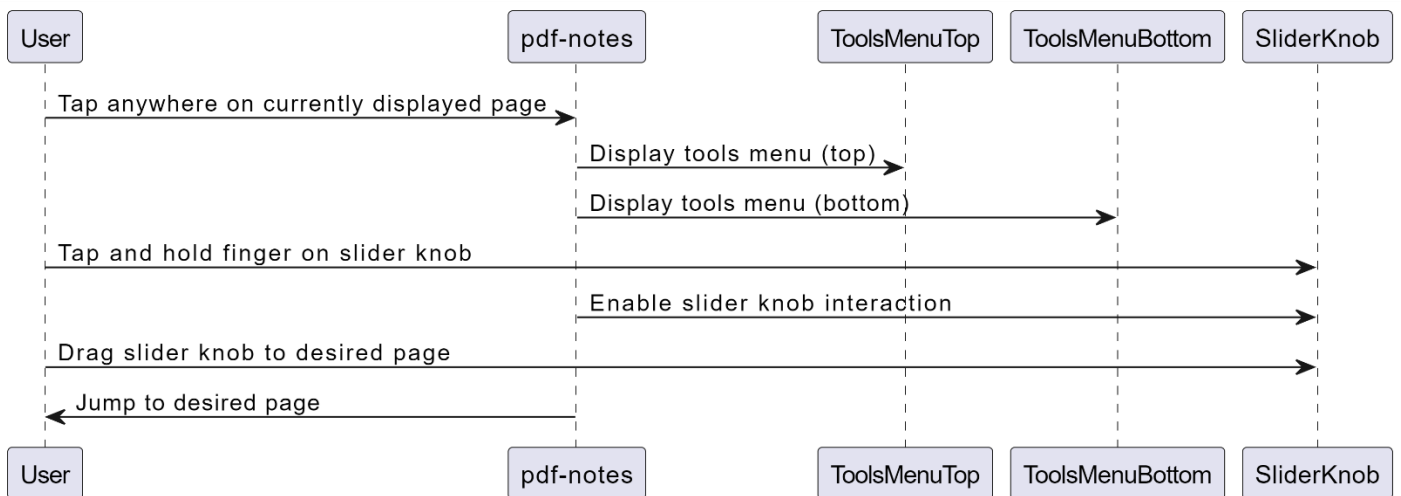 User pdf-notes ToolsMenuTop ToolsMenuBottom SliderKnob
Tap anywhere on currently displayed page
Display tools menu (top)
Display tools menu (bottom)
Tap and hold finger on slider knob
Enable slider knob interaction
Drag slider knob to desired page
Jump to desired page
User pdf-notes ToolsMenuTop ToolsMenuBottom SliderKnob